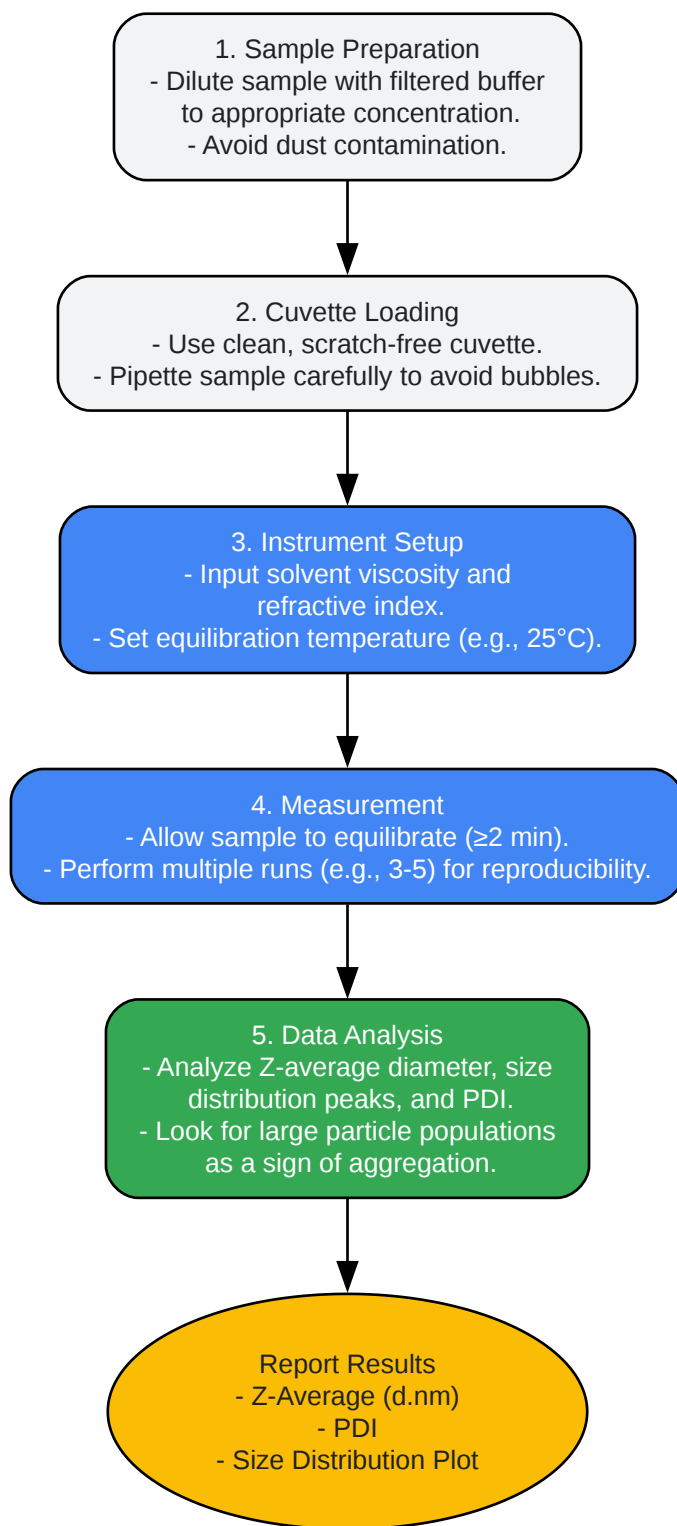 1. Sample Preparation
- Dilute sample with filtered buffer
to appropriate concentration.
- Avoid dust contamination.
2. Cuvette Loading
- Use clean, scratch-free cuvette.
- Pipette sample carefully to avoid bubbles.
3. Instrument Setup
- Input solvent viscosity and
refractive index.
- Set equilibration temperature (e.g., 25°C).
4. Measurement
- Allow sample to equilibrate (≥2 min).
- Perform multiple runs (e.g., 3-5) for reproducibility.
5. Data Analysis
- Analyze Z-average diameter, size
distribution peaks, and PDI.
- Look for large particle populations
as a sign of aggregation.
Report Results
- Z-Average (d.nm)
- PDI
- Size Distribution Plot